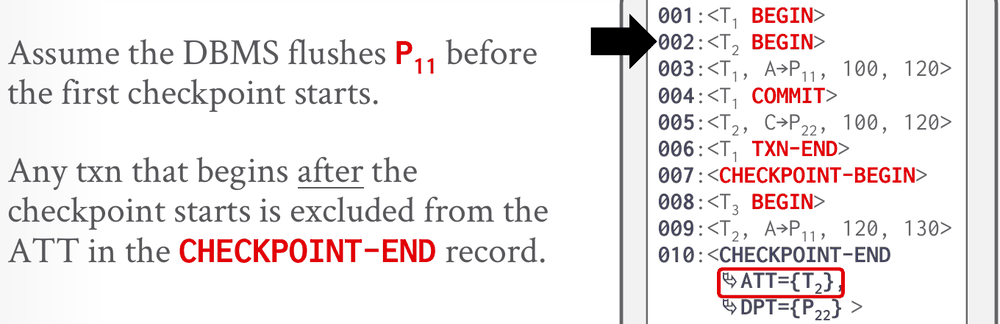 Assume the DBMS flushes P₁₁ before
the first checkpoint starts.
Any txn that begins after the
checkpoint starts is excluded from the
ATT in the CHECKPOINT-END record.
001:<T₁ BEGIN>
002:<T₂ BEGIN>
003:<T₁, A→P₁₁, 100, 120>
004:<T₁ COMMIT>
005:<T₂, C→P₂₂, 100, 120>
006:<T₁ TXN-END>
007:<CHECKPOINT-BEGIN>
008:<T₃ BEGIN>
009:<T₂, A→P₁₁, 120, 130>
010:<CHECKPOINT-END
ATT={T₂},
DPT={P₂₂} >